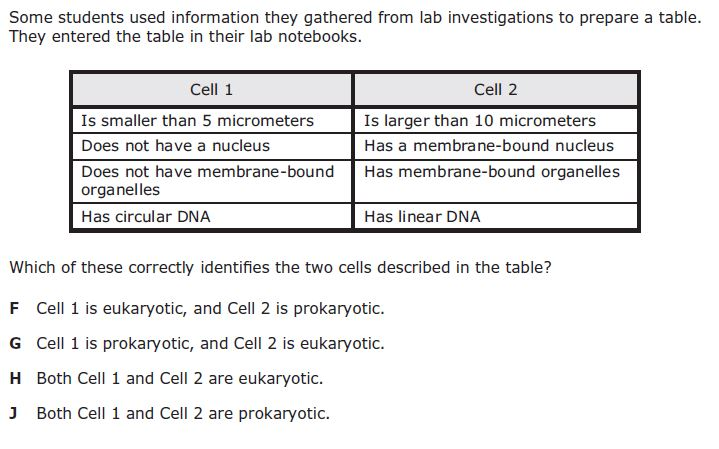 Some students used information they gathered from lab investigations to prepare a table.
They entered the table in their lab notebooks.
Cell 1 Cell 2
Is smaller than 5 micrometers Is larger than 10 micrometers
Does not have a nucleus Has a membrane-bound nucleus
Does not have membrane-bound Has membrane-bound organelles
organelles
Has circular DNA Has linear DNA
Which of these correctly identifies the two cells described in the table?
F Cell 1 is eukaryotic, and Cell 2 is prokaryotic.
G Cell 1 is prokaryotic, and Cell 2 is eukaryotic.
H Both Cell 1 and Cell 2 are eukaryotic.
J Both Cell 1 and Cell 2 are prokaryotic.